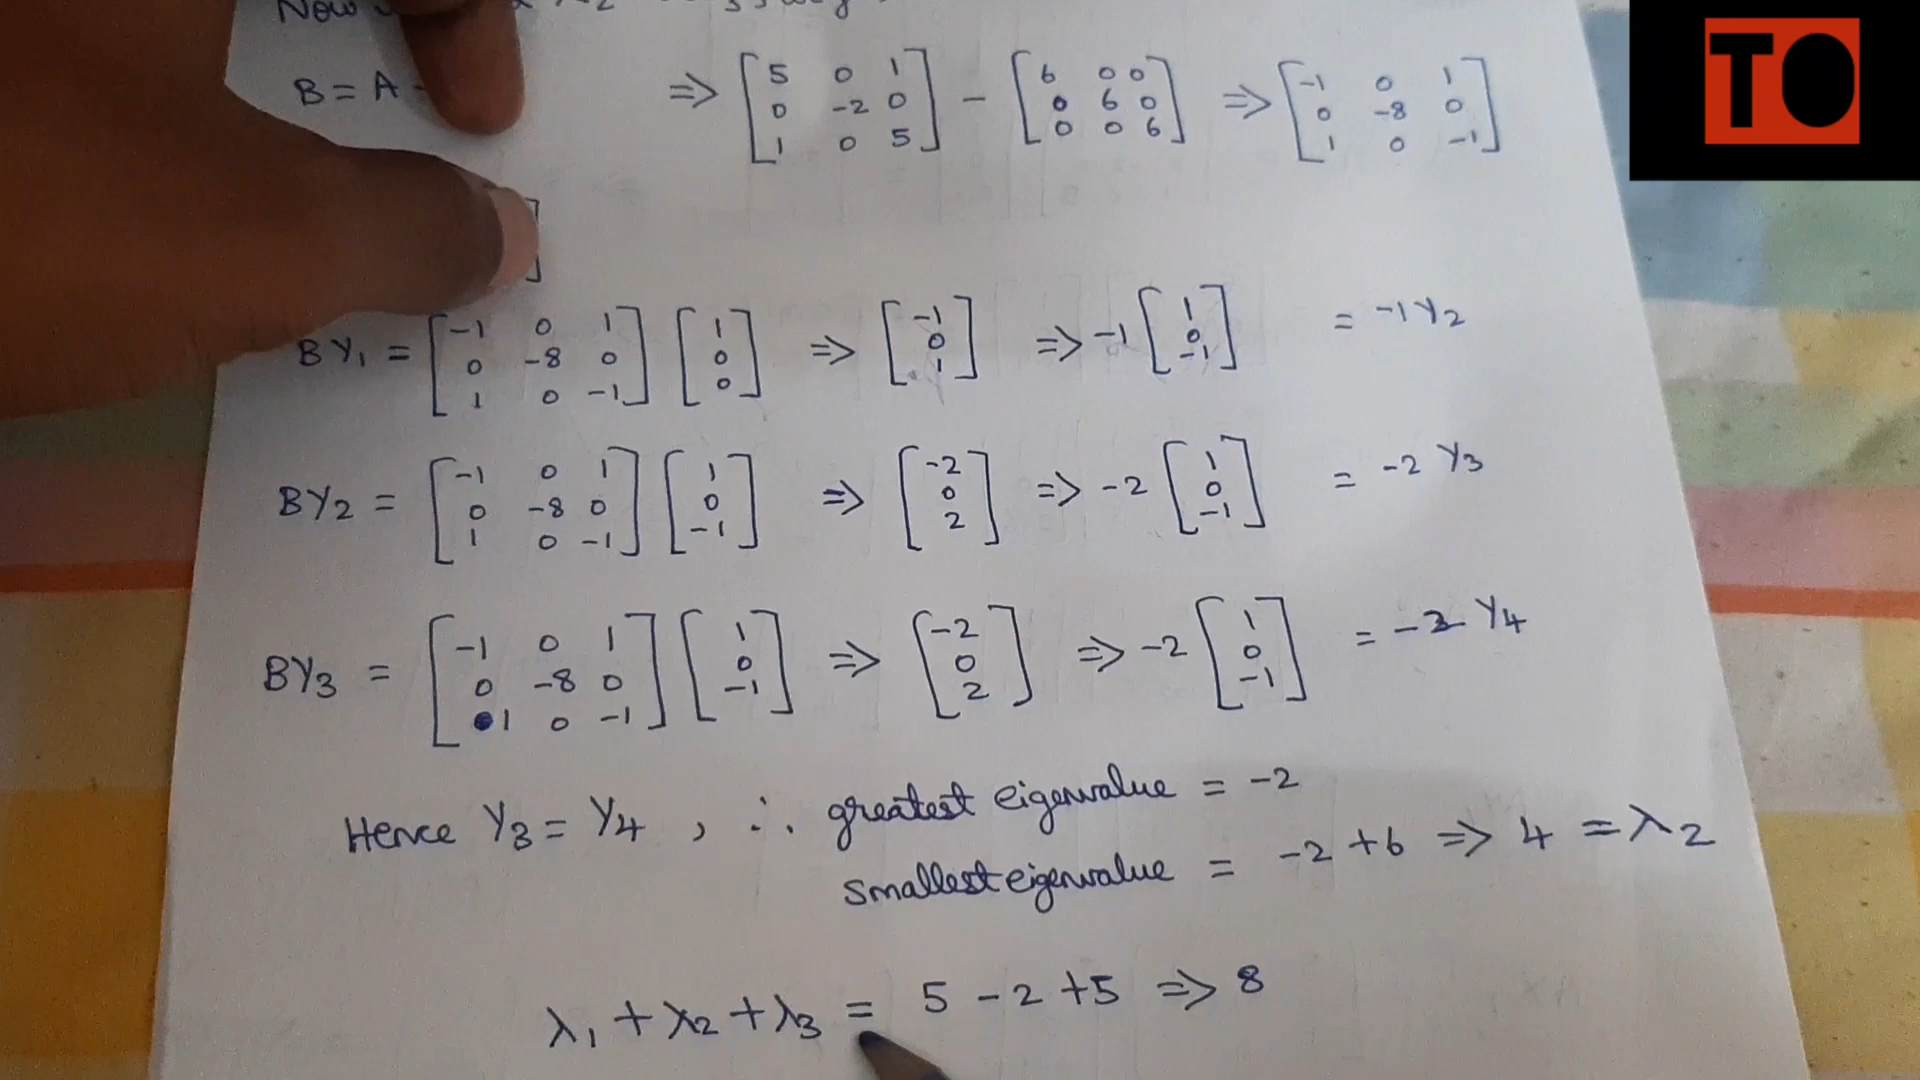 Now
B = A - ⇒ [5 0 1; 0 -2 0; 1 0 5] - [6 0 0; 0 6 0; 0 0 6] ⇒ [-1 0 1; 0 -8 0; 1 0 -1]
TO
BY1 = [-1 0 1; 0 -8 0; 1 0 -1] [1; 0; 0] ⇒ [-1; 0; 1] ⇒ -1 [1; 0; -1] = -1 Y2
BY2 = [-1 0 1; 0 -8 0; 1 0 -1] [1; 0; -1] ⇒ [-2; 0; 2] ⇒ -2 [1; 0; -1] = -2 Y3
BY3 = [-1 0 1; 0 -8 0; 1 0 -1] [1; 0; -1] ⇒ [-2; 0; 2] ⇒ -2 [1; 0; -1] = -2 Y4
Hence Y3 = Y4 , ∴ greatest eigenvalue = -2
smallest eigenvalue = -2 + 6 ⇒ 4 = λ2
λ1 + λ2 + λ3 = 5 - 2 + 5 ⇒ 8